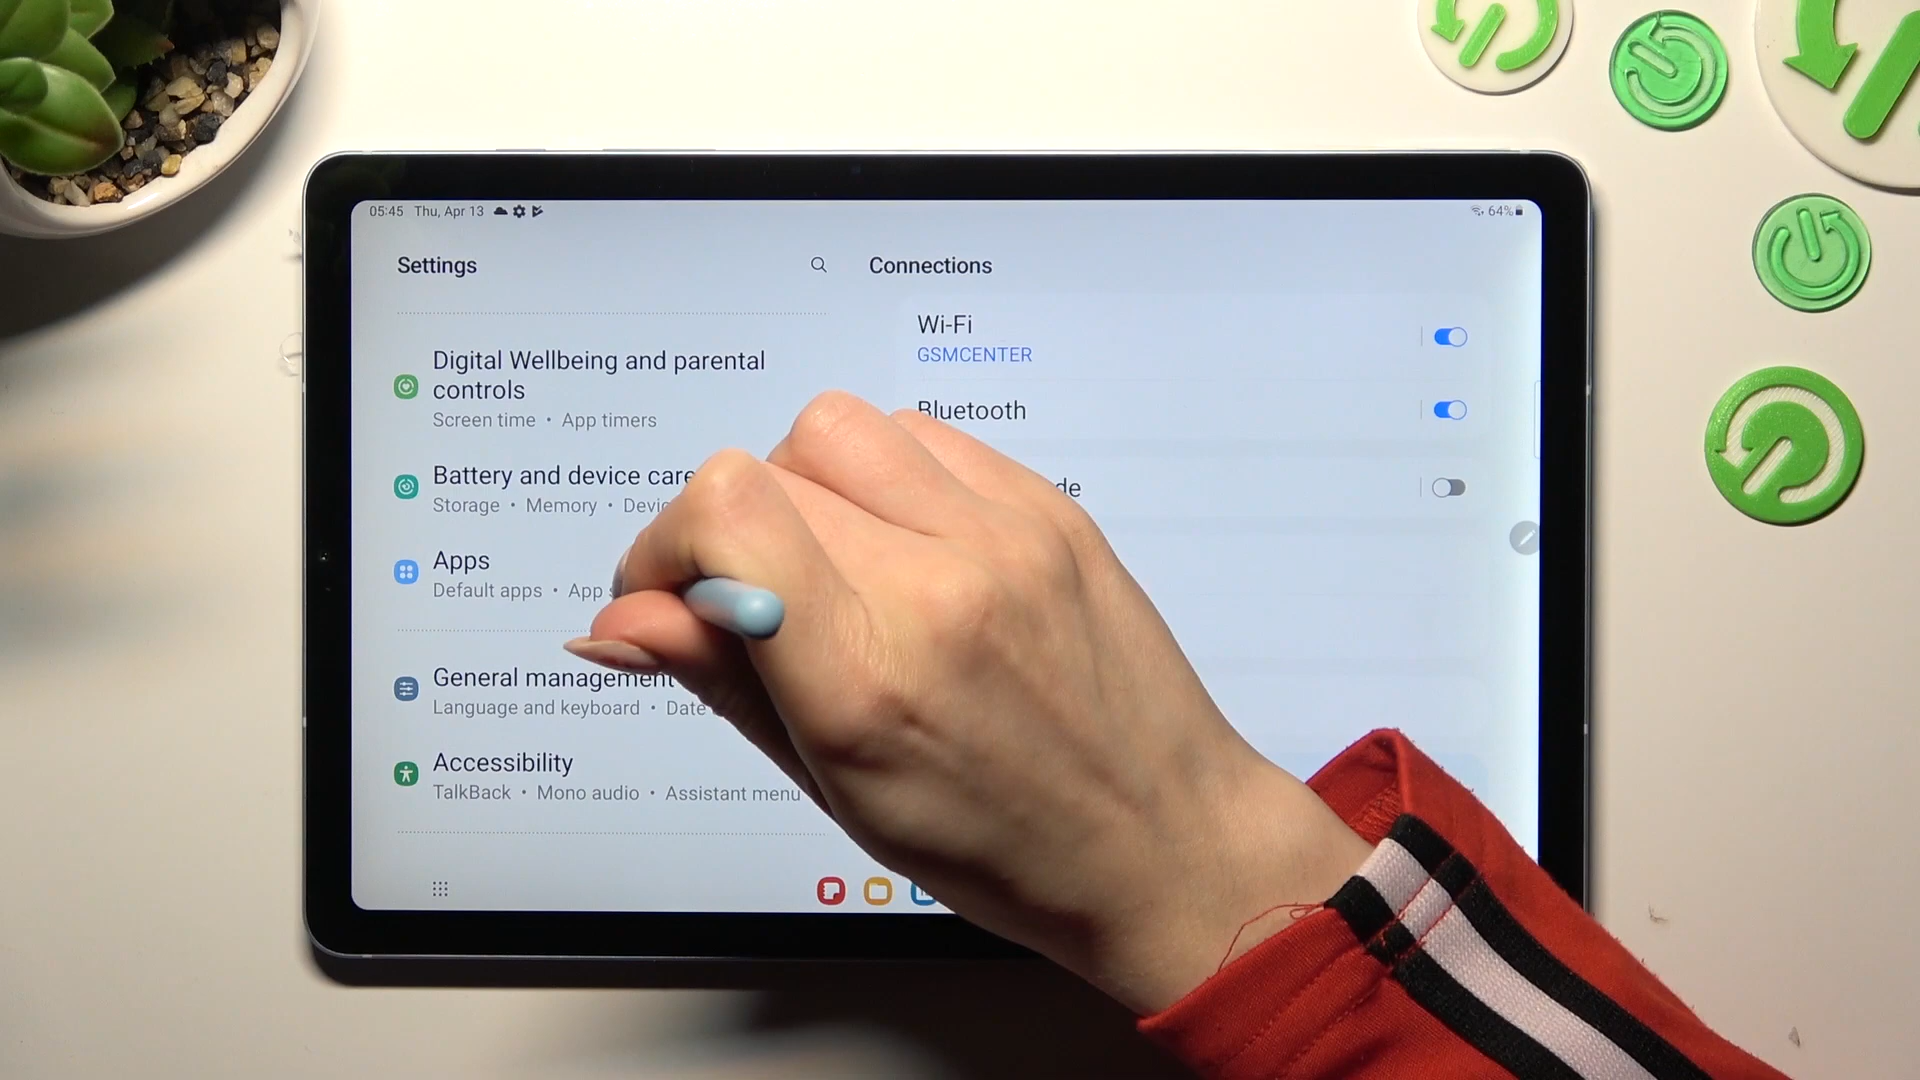 05:45 Thu, Apr 13
64%
Settings
Connections
Digital Wellbeing and parental
controls
Screen time • App timers
Battery and device care
Storage • Memory •
Apps
Default apps • App
General management
Language and keyboard • Date
Accessibility
TalkBack • Mono audio • Assistant menu
Wi-Fi
GSMCENTER
Bluetooth